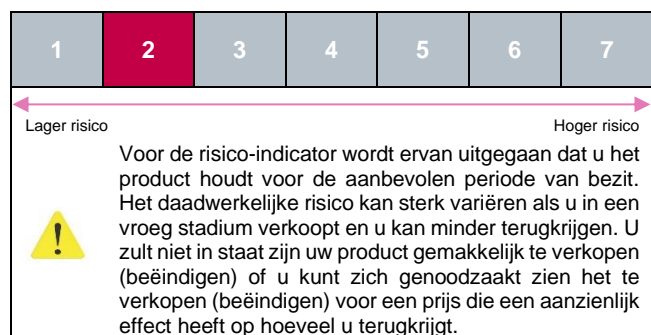 1 2 3 4 5 6 7
Lager risico Hoger risico
Voor de risico-indicator wordt ervan uitgegaan dat u het
product houdt voor de aanbevolen periode van bezit.
Het daadwerkelijke risico kan sterk variëren als u in een
vroeg stadium verkoopt en u kan minder terugkrijgen. U
zult niet in staat zijn uw product gemakkelijk te verkopen
(beëindigen) of u kunt zich genoodzaakt zien het te
verkopen (beëindigen) voor een prijs die een aanzienlijk
effect heeft op hoeveel u terugkrijgt.